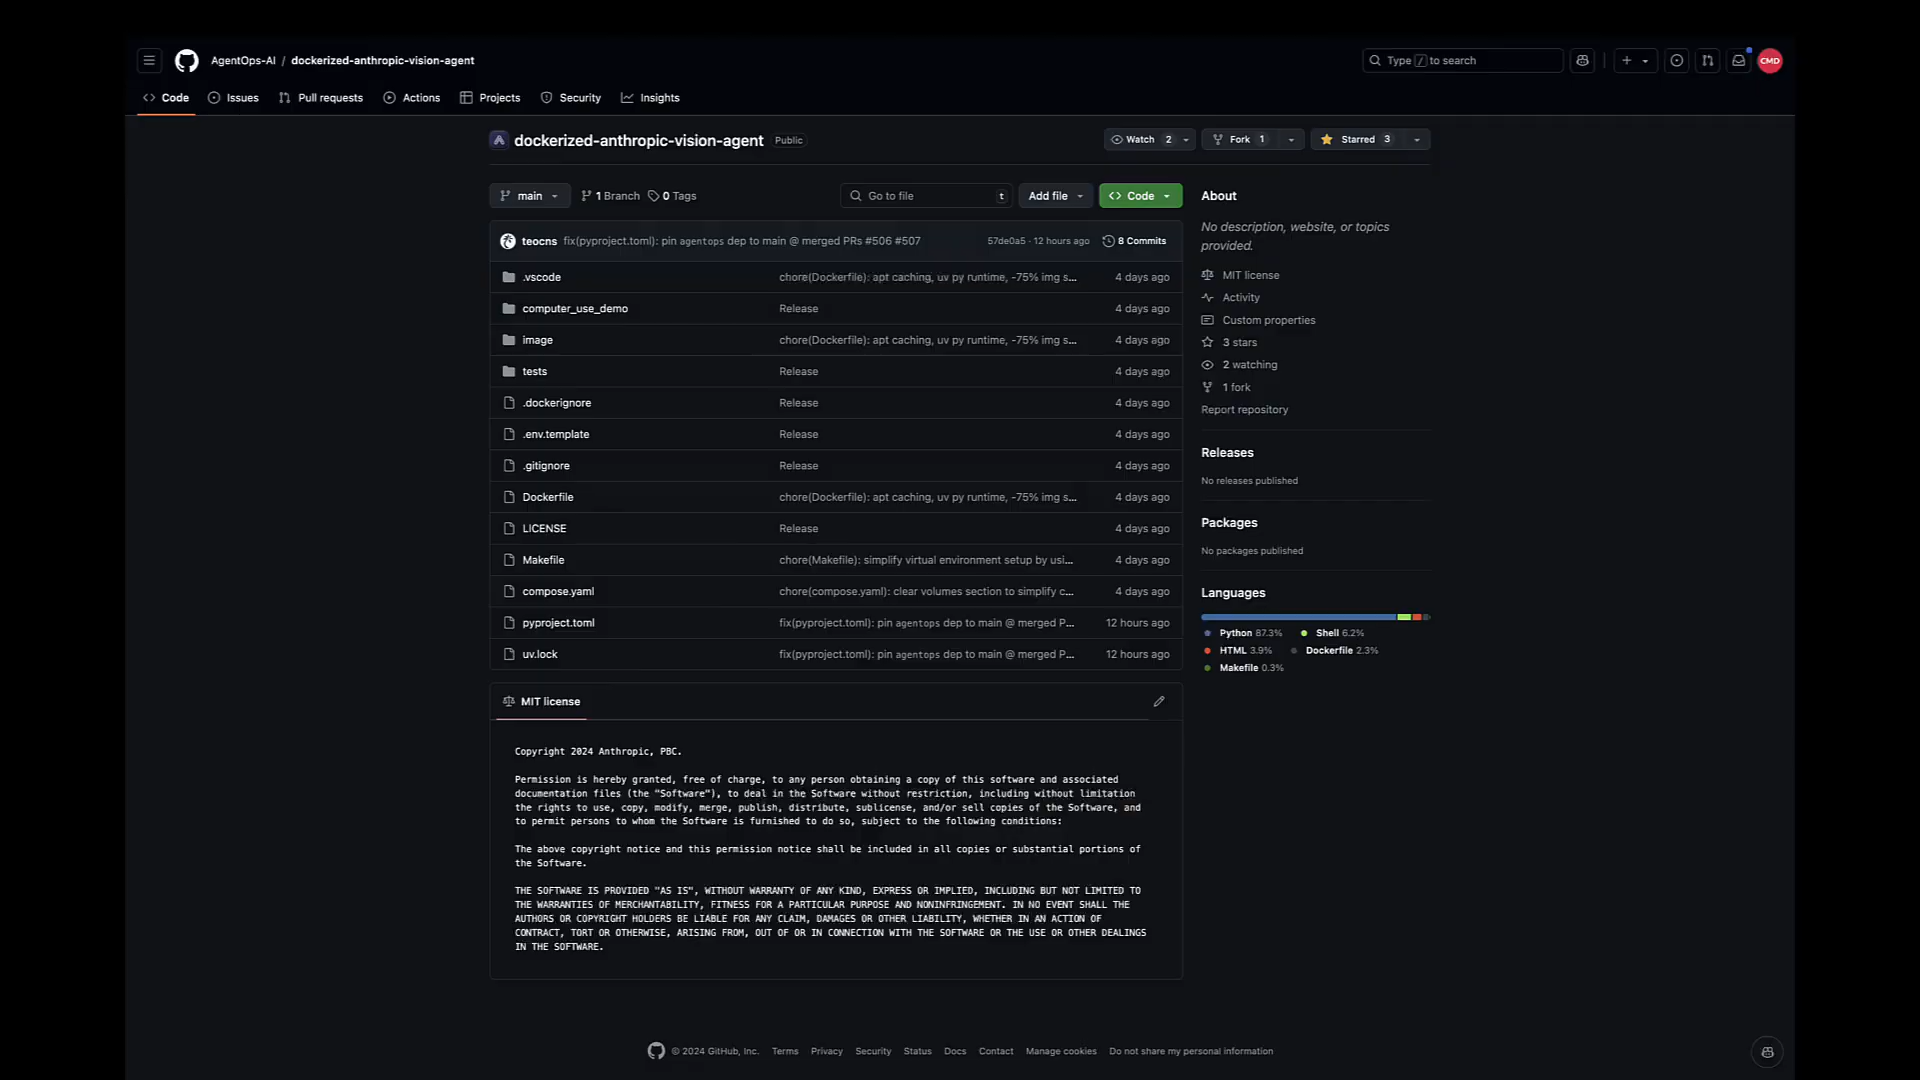 AgentOps-AI / dockerized-anthropic-vision-agent
Type / to search
CMD
Code Issues Pull requests Actions Projects Security Insights
dockerized-anthropic-vision-agent Public
Watch 2 Fork 1 Starred 3
main 1 Branch 0 Tags Go to file t Add file Code
teocns fix(pyproject.toml): pin agentops dep to main @ merged PRs #506 #507 57de0a5 · 12 hours ago 8 Commits
.vscode chore(Dockerfile): apt caching, uv py runtime, -75% img s... 4 days ago
computer_use_demo Release 4 days ago
image chore(Dockerfile): apt caching, uv py runtime, -75% img s... 4 days ago
tests Release 4 days ago
.dockerignore Release 4 days ago
.env.template Release 4 days ago
.gitignore Release 4 days ago
Dockerfile chore(Dockerfile): apt caching, uv py runtime, -75% img s... 4 days ago
LICENSE Release 4 days ago
Makefile chore(Makefile): simplify virtual environment setup by usi... 4 days ago
compose.yaml chore(compose.yaml): clear volumes section to simplify c... 4 days ago
pyproject.toml fix(pyproject.toml): pin agentops dep to main @ merged P... 12 hours ago
uv.lock fix(pyproject.toml): pin agentops dep to main @ merged P... 12 hours ago
MIT license
Copyright 2024 Anthropic, PBC.
Permission is hereby granted, free of charge, to any person obtaining a copy of this software and associated
documentation files (the "Software"), to deal in the Software without restriction, including without limitation
the rights to use, copy, modify, merge, publish, distribute, sublicense, and/or sell copies of the Software, and
to permit persons to whom the Software is furnished to do so, subject to the following conditions:
The above copyright notice and this permission notice shall be included in all copies or substantial portions of
the Software.
THE SOFTWARE IS PROVIDED "AS IS", WITHOUT WARRANTY OF ANY KIND, EXPRESS OR IMPLIED, INCLUDING BUT NOT LIMITED TO
THE WARRANTIES OF MERCHANTABILITY, FITNESS FOR A PARTICULAR PURPOSE AND NONINFRINGEMENT. IN NO EVENT SHALL THE
AUTHORS OR COPYRIGHT HOLDERS BE LIABLE FOR ANY CLAIM, DAMAGES OR OTHER LIABILITY, WHETHER IN AN ACTION OF
CONTRACT, TORT OR OTHERWISE, ARISING FROM, OUT OF OR IN CONNECTION WITH THE SOFTWARE OR THE USE OR OTHER DEALINGS
IN THE SOFTWARE.
About
No description, website, or topics
provided.
MIT license
Activity
Custom properties
3 stars
2 watching
1 fork
Report repository
Releases
No releases published
Packages
No packages published
Languages
Python 87.3% Shell 6.2%
HTML 3.9% Dockerfile 2.3%
Makefile 0.3%
© 2024 GitHub, Inc. Terms Privacy Security Status Docs Contact Manage cookies Do not share my personal information